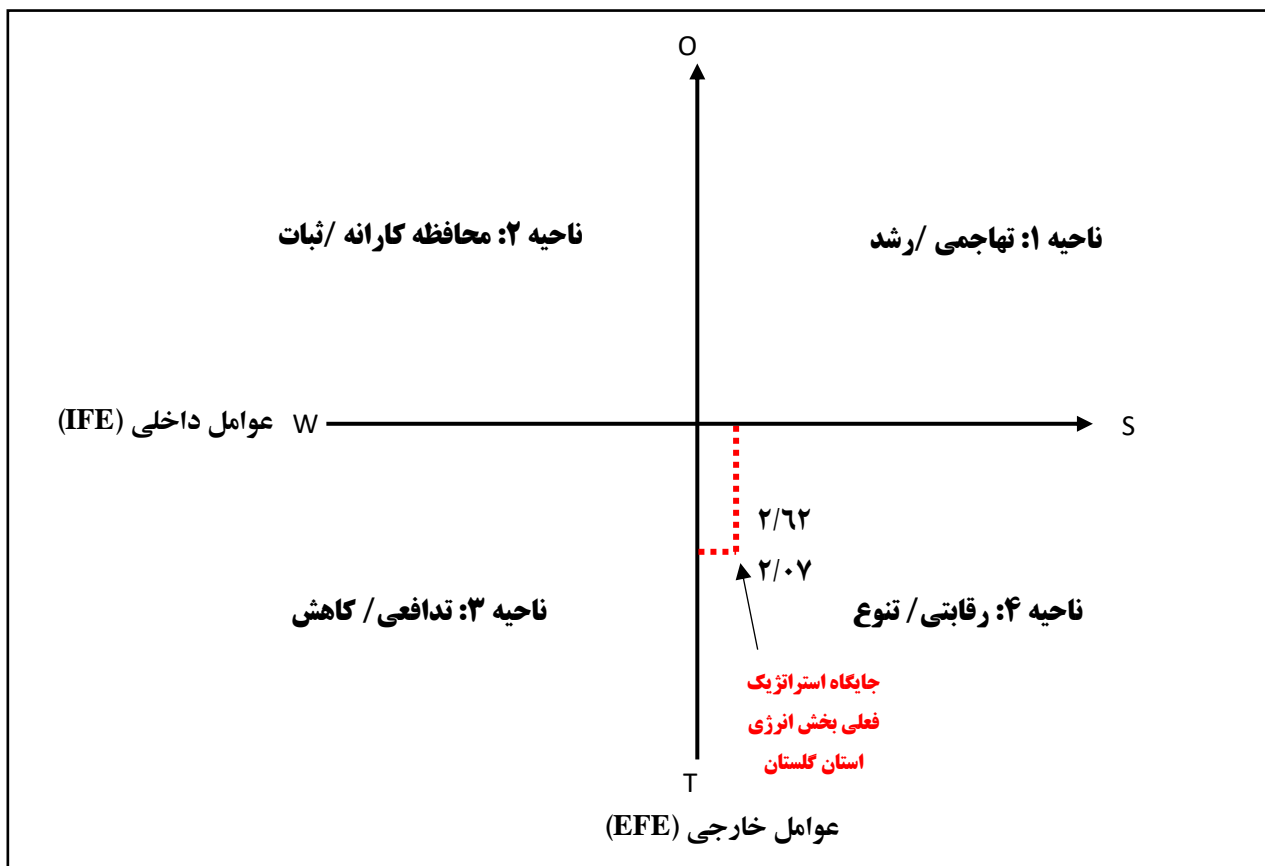 O
ناحیه ۱: تهاجمی /رشد
ناحیه ۲: محافظه کارانه /ثبات
S
W
عوامل داخلی (IFE)
۲/٦۲
۲/۰۷
ناحیه ۴: رقابتی/ تنوع
ناحیه ۳: تدافعی/ کاهش
جایگاه استراتژیک
فعلی بخش انرژی
استان گلستان
T
عوامل خارجی (EFE)